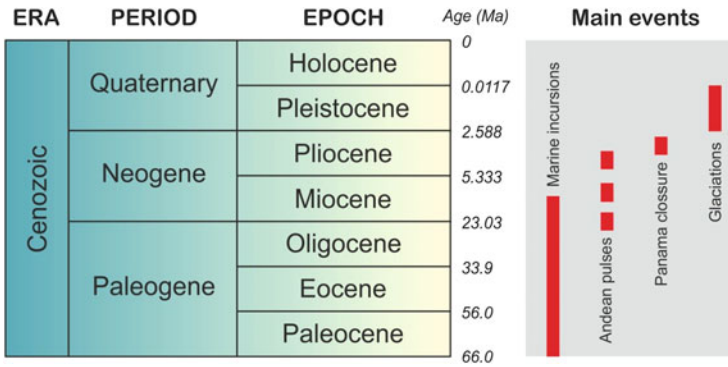 ERA PERIOD EPOCH Age (Ma) Main events
0
Holocene
Quaternary
0.0117
Pleistocene
2.588
Pliocene
Neogene
5.333
Miocene
23.03
Cenozoic
Oligocene
33.9
Paleogene
Eocene
56.0
Paleocene
66.0
Marine incursions
Andean pulses
Panama clossure
Glaciations